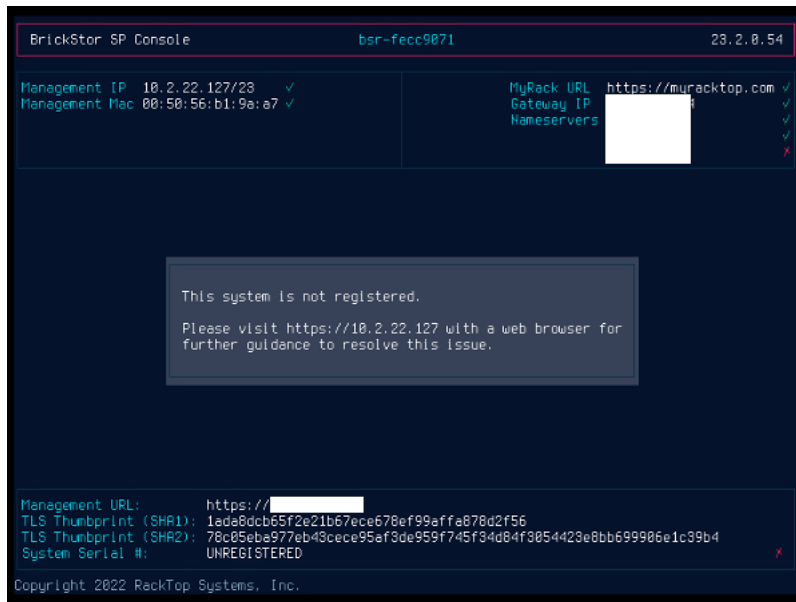 BrickStor SP Console bsr-fecc9071 23.2.0.54
Management IP 10.2.22.127/23 ✓
Management Mac 00:50:56:b1:9a:a7 ✓
MyRack URL https://myracktop.com ✓
Gateway IP ✓
Nameservers ✓
✓
✗
This system is not registered.
Please visit https://10.2.22.127 with a web browser for
further guidance to resolve this issue.
Management URL: https://
TLS Thumbprint (SHA1): 1ada8dcb65f2e21b67ece678ef99affa878d2f56
TLS Thumbprint (SHA2): 78c05eba977eb43cece95af3de959f745f34d84f3054423e8bb699906e1c39b4
System Serial #: UNREGISTERED ✗
Copyright 2022 RackTop Systems, Inc.